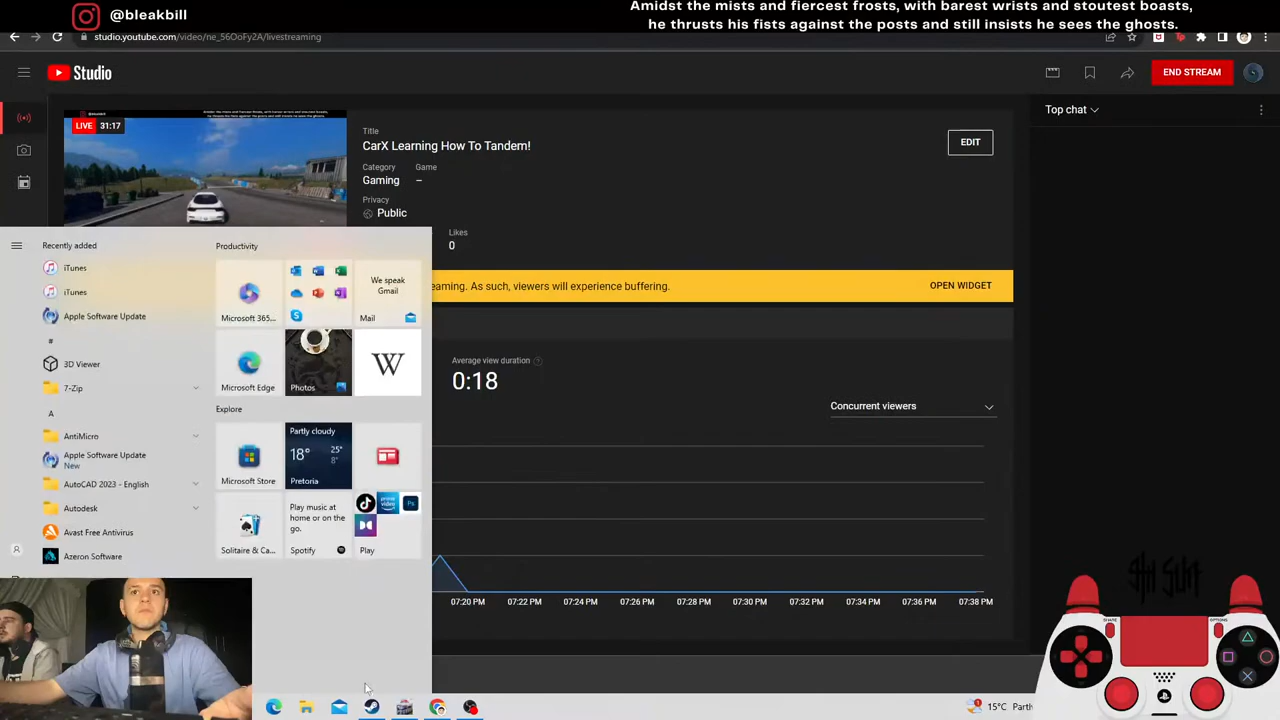 @bleakbill
Amidst the mists and fiercest frosts, with barest wrists and stoutest boasts,
he thrusts his fists against the posts and still insists he sees the ghosts.
studio.youtube.com/video/ne_56OoFy2A/livestreaming
Studio
END STREAM
LIVE 31:17
Title
CarX Learning How To Tandem!
EDIT
Category Game
Gaming –
Privacy
Public
Likes
0
Top chat
eaming. As such, viewers will experience buffering.
OPEN WIDGET
Average view duration
0:18
Concurrent viewers
07:20 PM 07:22 PM 07:24 PM 07:26 PM 07:28 PM 07:30 PM 07:32 PM 07:34 PM 07:36 PM 07:38 PM
Recently added
iTunes
iTunes
Apple Software Update
#
3D Viewer
7-Zip
A
AntiMicro
Apple Software Update
New
AutoCAD 2023 - English
Autodesk
Avast Free Antivirus
Azeron Software
Productivity
Microsoft 365...
We speak
Gmail
Mail
Microsoft Edge
Photos
W
Explore
Microsoft Store
Partly cloudy
18° 25°
8°
Pretoria
Solitaire & Ca...
Play music at
home or on the
go.
Spotify
prime video
Ps
Play
SHARE
OPTIONS
15°C Parth